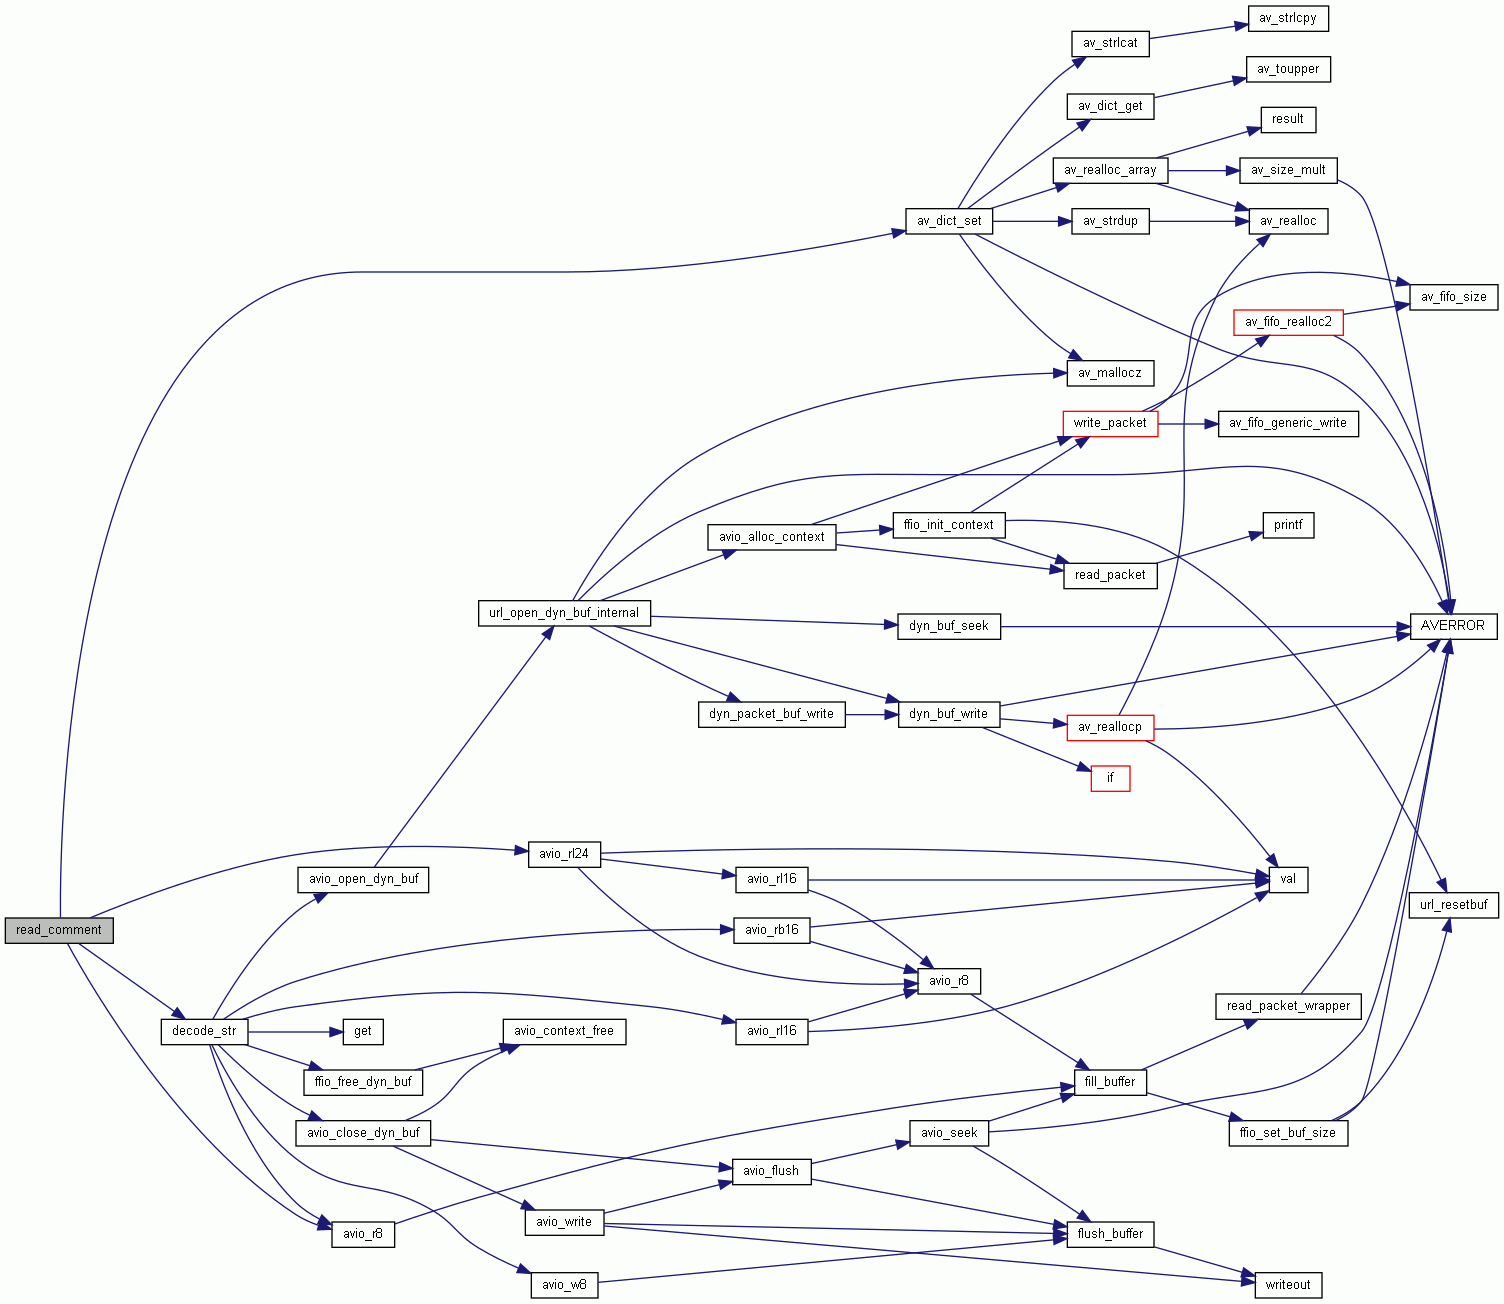 av_strlcpy
av_strlcat
av_toupper
av_dict_get
result
av_realloc_array
av_size_mult
av_dict_set
av_strdup
av_realloc
av_fifo_size
av_fifo_realloc2
av_mallocz
write_packet
av_fifo_generic_write
ffio_init_context
printf
avio_alloc_context
read_packet
url_open_dyn_buf_internal
dyn_buf_seek
AVERROR
dyn_packet_buf_write
dyn_buf_write
av_reallocp
if
avio_rl24
avio_open_dyn_buf
avio_rl16
val
url_resetbuf
read_comment
avio_rb16
avio_r8
read_packet_wrapper
decode_str
get
avio_context_free
avio_rl16
ffio_free_dyn_buf
fill_buffer
avio_close_dyn_buf
avio_seek
ffio_set_buf_size
avio_flush
avio_write
avio_r8
flush_buffer
avio_w8
writeout